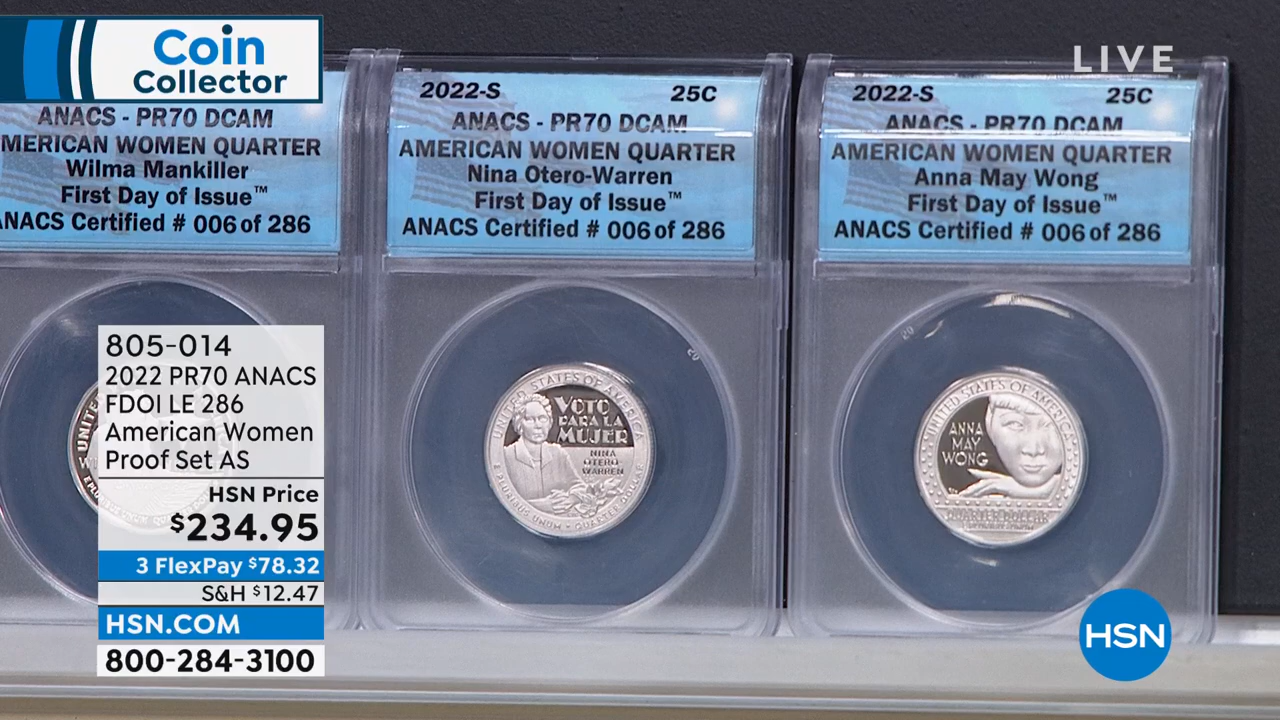 Coin
Collector
LIVE
ANACS - PR70 DCAM
MERICAN WOMEN QUARTER
Wilma Mankiller
First Day of Issue™
ANACS Certified # 006 of 286
2022-S 25C
ANACS - PR70 DCAM
AMERICAN WOMEN QUARTER
Nina Otero-Warren
First Day of Issue™
ANACS Certified # 006 of 286
2022-S 25C
ANACS - PR70 DCAM
AMERICAN WOMEN QUARTER
Anna May Wong
First Day of Issue™
ANACS Certified # 006 of 286
UNITED STATES OF AMERICA
VOTO
PARA LA
MUJER
NINA
OTERO-
WARREN
E PLURIBUS UNUM • QUARTER DOLLAR
UNITED STATES OF AMERICA
ANNA
MAY
WONG
QUARTER DOLLAR
805-014
2022 PR70 ANACS
FDOI LE 286
American Women
Proof Set AS
HSN Price
$234.95
3 FlexPay $78.32
S&H $12.47
HSN.COM
800-284-3100
HSN